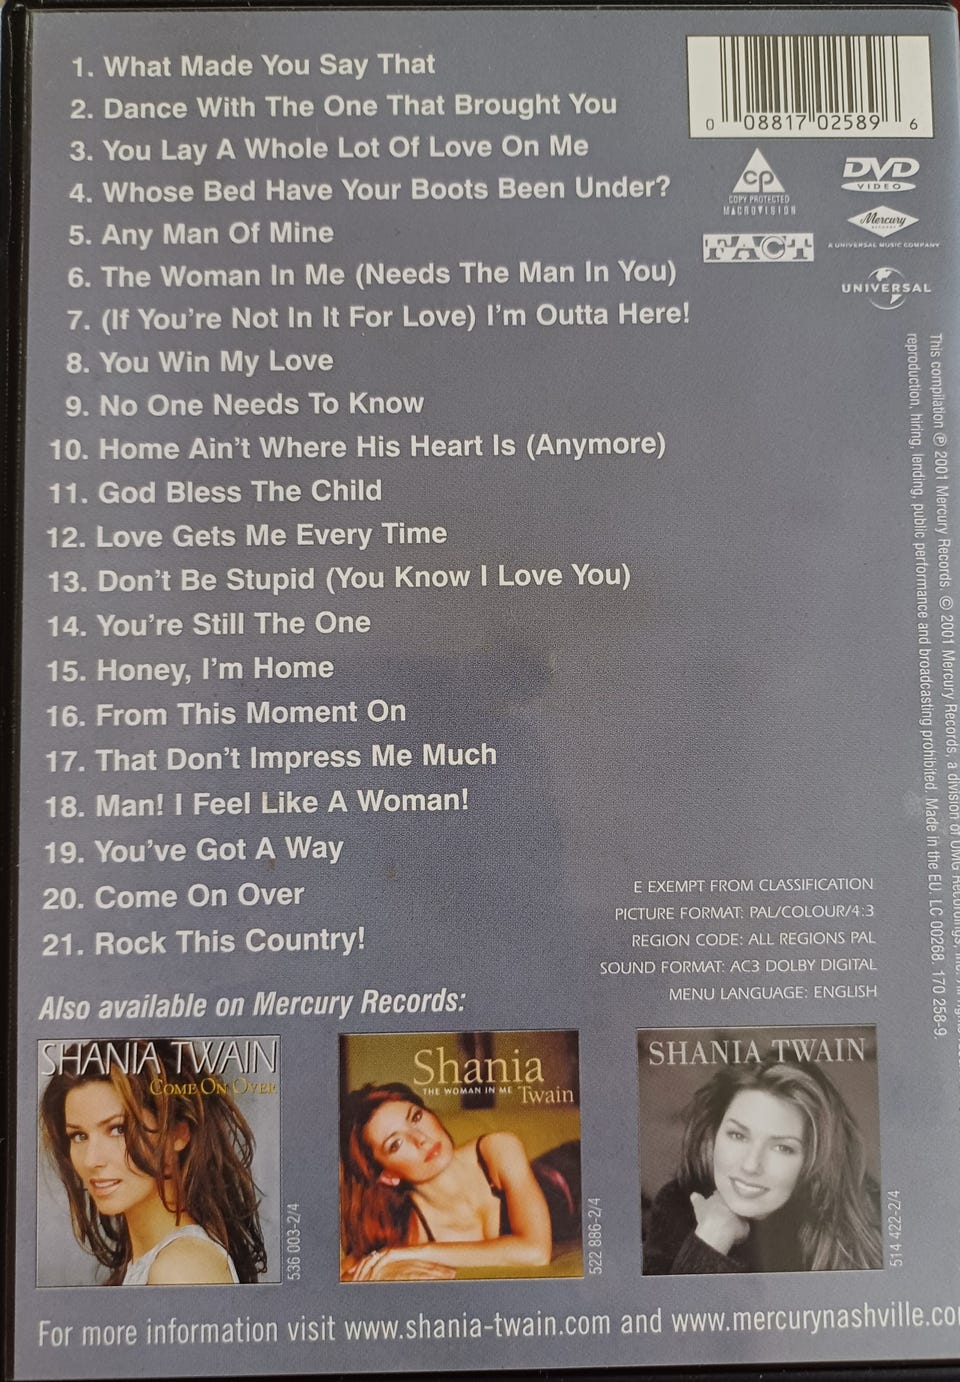 1. What Made You Say That
2. Dance With The One That Brought You
3. You Lay A Whole Lot Of Love On Me
4. Whose Bed Have Your Boots Been Under?
5. Any Man Of Mine
6. The Woman In Me (Needs The Man In You)
7. (If You're Not In It For Love) I'm Outta Here!
8. You Win My Love
9. No One Needs To Know
10. Home Ain't Where His Heart Is (Anymore)
11. God Bless The Child
12. Love Gets Me Every Time
13. Don't Be Stupid (You Know I Love You)
14. You're Still The One
15. Honey, I'm Home
16. From This Moment On
17. That Don't Impress Me Much
18. Man! I Feel Like A Woman!
19. You've Got A Way
20. Come On Over
21. Rock This Country!
0 08817 02589 6
cp
COPY PROTECTED
MACROVISION
FACT
DVD
VIDEO
Mercury
RECORDS
A UNIVERSAL MUSIC COMPANY
UNIVERSAL
This compilation ℗ 2001 Mercury Records. © 2001 Mercury Records, a division of UMG Recordings, Inc.
reproduction, hiring, lending, public performance and broadcasting prohibited. Made in the EU. LC 00268. 170 258-9.
E EXEMPT FROM CLASSIFICATION
PICTURE FORMAT: PAL/COLOUR/4:3
REGION CODE: ALL REGIONS PAL
SOUND FORMAT: AC3 DOLBY DIGITAL
MENU LANGUAGE: ENGLISH
Also available on Mercury Records:
SHANIA TWAIN
COME ON OVER
536 003-2/4
Shania
THE WOMAN IN ME Twain
522 886-2/4
SHANIA TWAIN
514 422-2/4
For more information visit www.shania-twain.com and www.mercurynashville.co